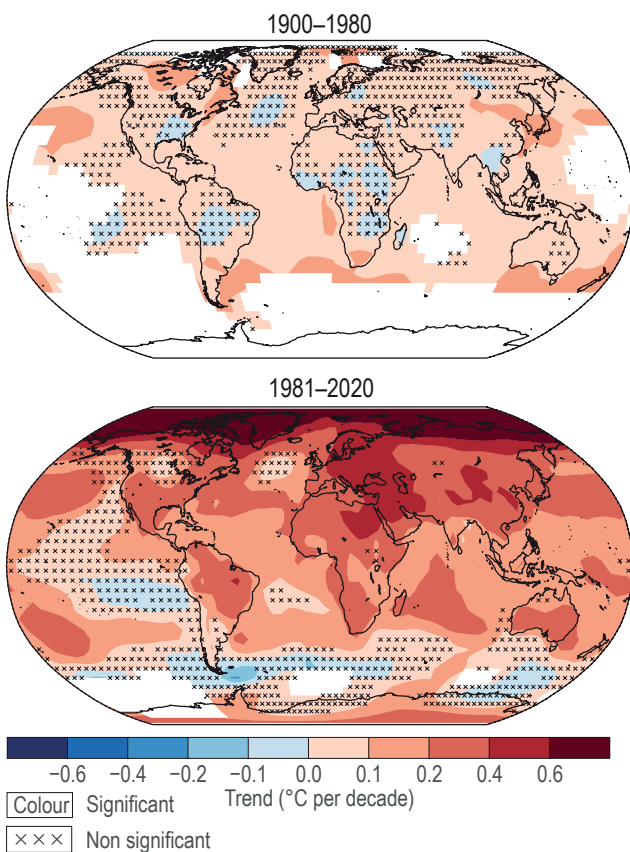 1900–1980
1981–2020
−0.6 −0.4 −0.2 −0.1 0.0 0.1 0.2 0.4 0.6
Trend (°C per decade)
Colour Significant
××× Non significant